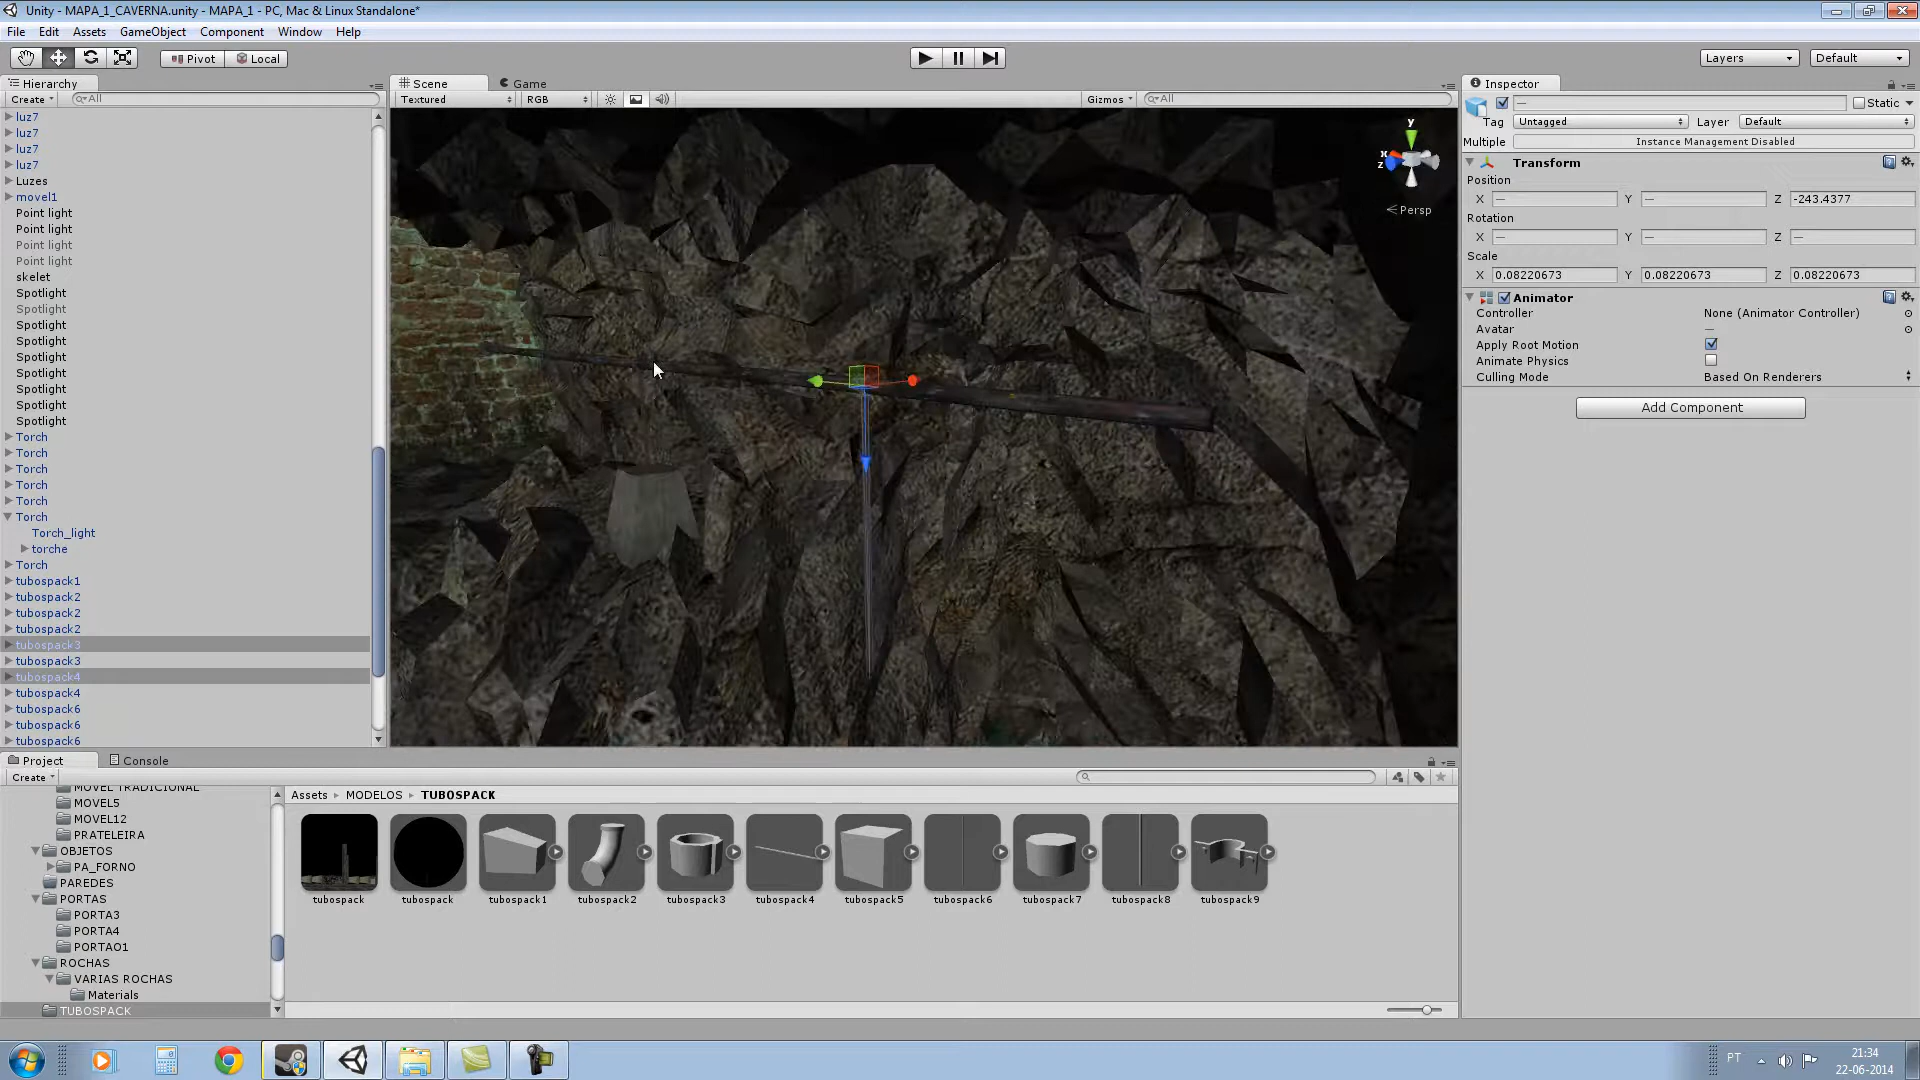 Unity - MAPA_1_CAVERNA.unity - MAPA_1 - PC, Mac & Linux Standalone*
File Edit Assets GameObject Component Window Help
Pivot Local Layers Default
Hierarchy
Create All
luz7
luz7
luz7
luz7
Luzes
movel1
Point light
Point light
Point light
Point light
skelet
Spotlight
Spotlight
Spotlight
Spotlight
Spotlight
Spotlight
Spotlight
Spotlight
Spotlight
Torch
Torch
Torch
Torch
Torch
Torch
Torch_light
torche
Torch
tubospack1
tubospack2
tubospack2
tubospack2
tubospack3
tubospack3
tubospack4
tubospack4
tubospack6
tubospack6
tubospack6
Scene Game
Textured RGB Gizmos All
y
x
z
Persp
Inspector
Static
Tag Untagged Layer Default
Multiple Instance Management Disabled
Transform
Position
X — Y — Z -243.4377
Rotation
X — Y — Z —
Scale
X 0.08220673 Y 0.08220673 Z 0.08220673
Animator
Controller None (Animator Controller)
Avatar —
Apply Root Motion
Animate Physics
Culling Mode Based On Renderers
Add Component
Project Console
Create
MOVEL TRADICIONAL
MOVEL5
MOVEL12
PRATELEIRA
OBJETOS
PA_FORNO
PAREDES
PORTAS
PORTA3
PORTA4
PORTAO1
ROCHAS
VARIAS ROCHAS
Materials
TUBOSPACK
Assets MODELOS TUBOSPACK
tubospack tubospack tubospack1 tubospack2 tubospack3 tubospack4 tubospack5 tubospack6 tubospack7 tubospack8 tubospack9
PT
21:34
22-06-2014